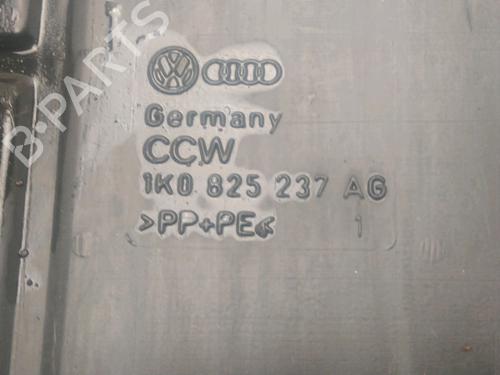 B-PARTS
Germany
CCW
1K0 825 237 AG
>PP+PE<
1